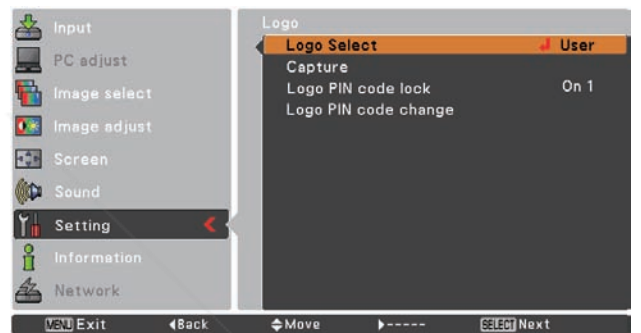 Input
PC adjust
Image select
Image adjust
Screen
Sound
Setting
Information
Network
Logo
Logo Select User
Capture
Logo PIN code lock On 1
Logo PIN code change
MENU Exit Back Move ----- SELECT Next